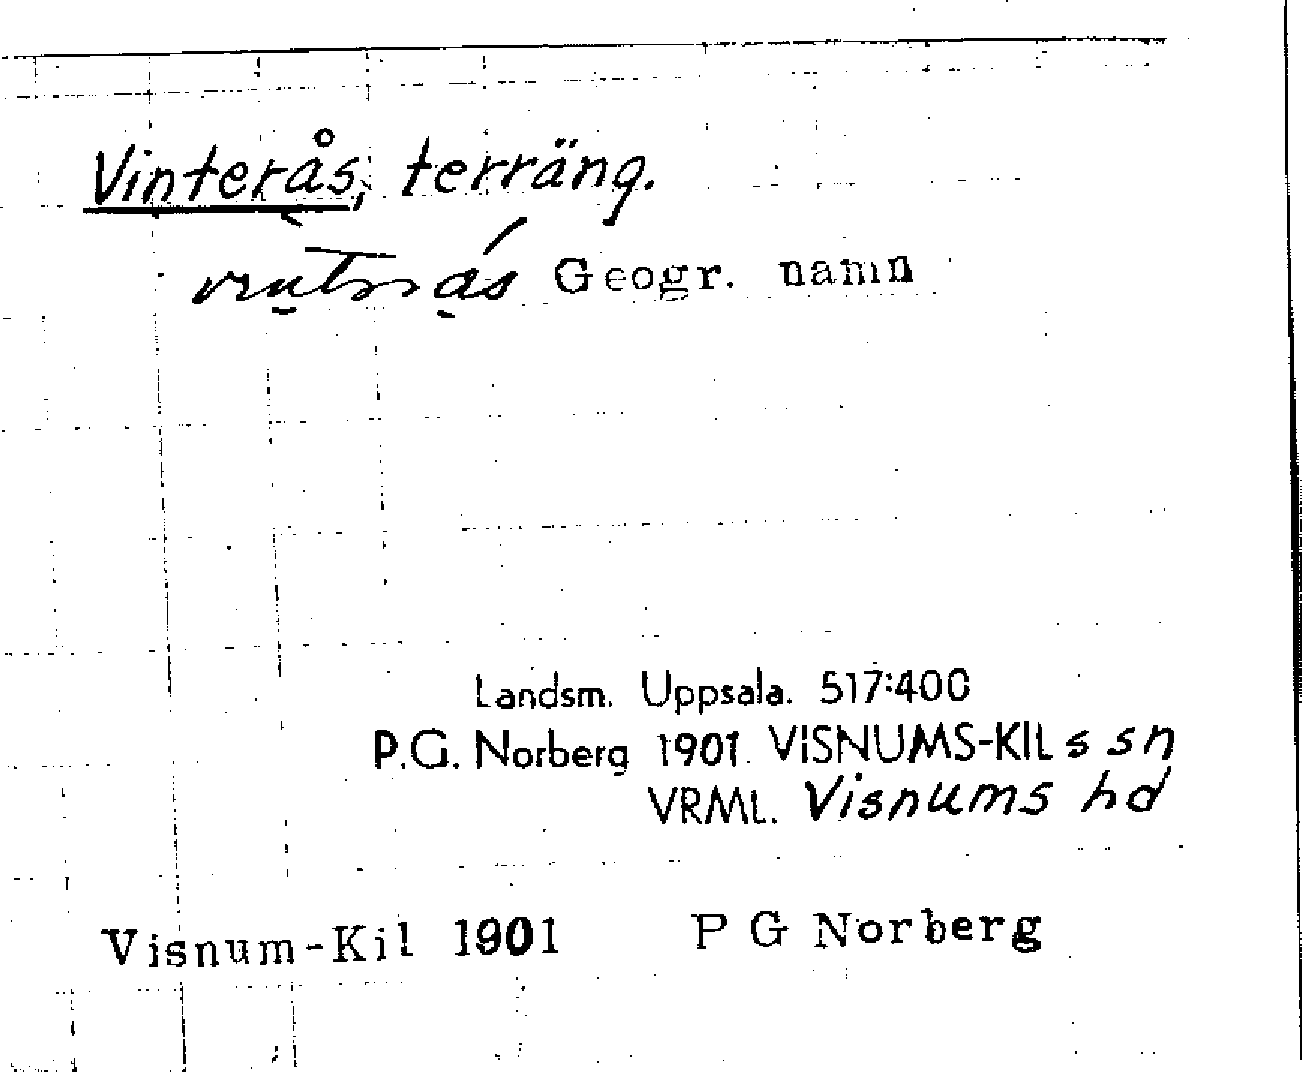 Vinterås, terräng.
Geogr. namn
Landsm. Uppsala. 517:400
P.G. Norberg 1901 VISNUMS-KIL s sn
VRML. Visnums hd
Visnum-Kil 1901 P G Norberg